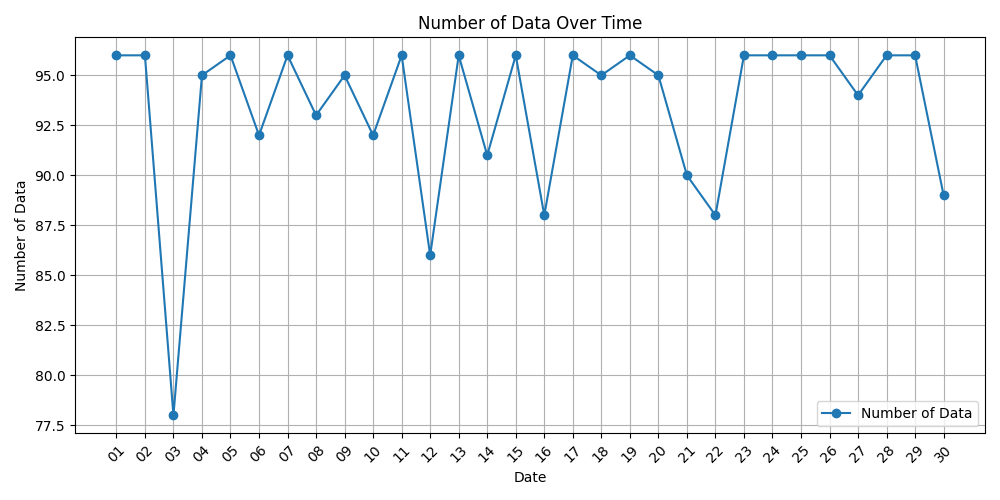 Number of Data Over Time
Number of Data
95.0
92.5
90.0
87.5
85.0
82.5
80.0
77.5
Number of Data
01 02 03 04 05 06 07 08 09 10 11 12 13 14 15 16 17 18 19 20 21 22 23 24 25 26 27 28 29 30
Date